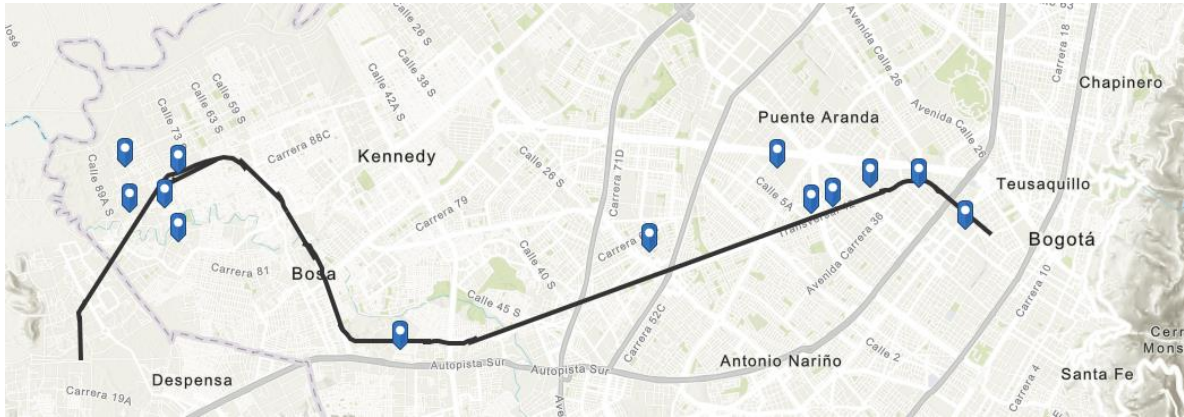 José
Calle 26 S
Calle 38 S
Calle 42A S
Calle 59 S
Calle 63 S
Calle 73
Carrera 88C
Calle 89A S
Kennedy
Calle 26 S
Carrera 71D
Carrera 79
Carrera 81
Bosa
Calle 40 S
Calle 45 S
Carrera 52C
Autopista Sur
Autopista Sur
Despensa
Carrera 19A
Avenida Calle 26
Avenida Calle 26
Carrera 18
Chapinero
Puente Aranda
Calle 5A
Teusaquillo
Avenida Carrera 36
Bogotá
Carrera 10
Antonio Nariño
Calle 2
Carrera 4
Santa Fe
Cerr
Mons